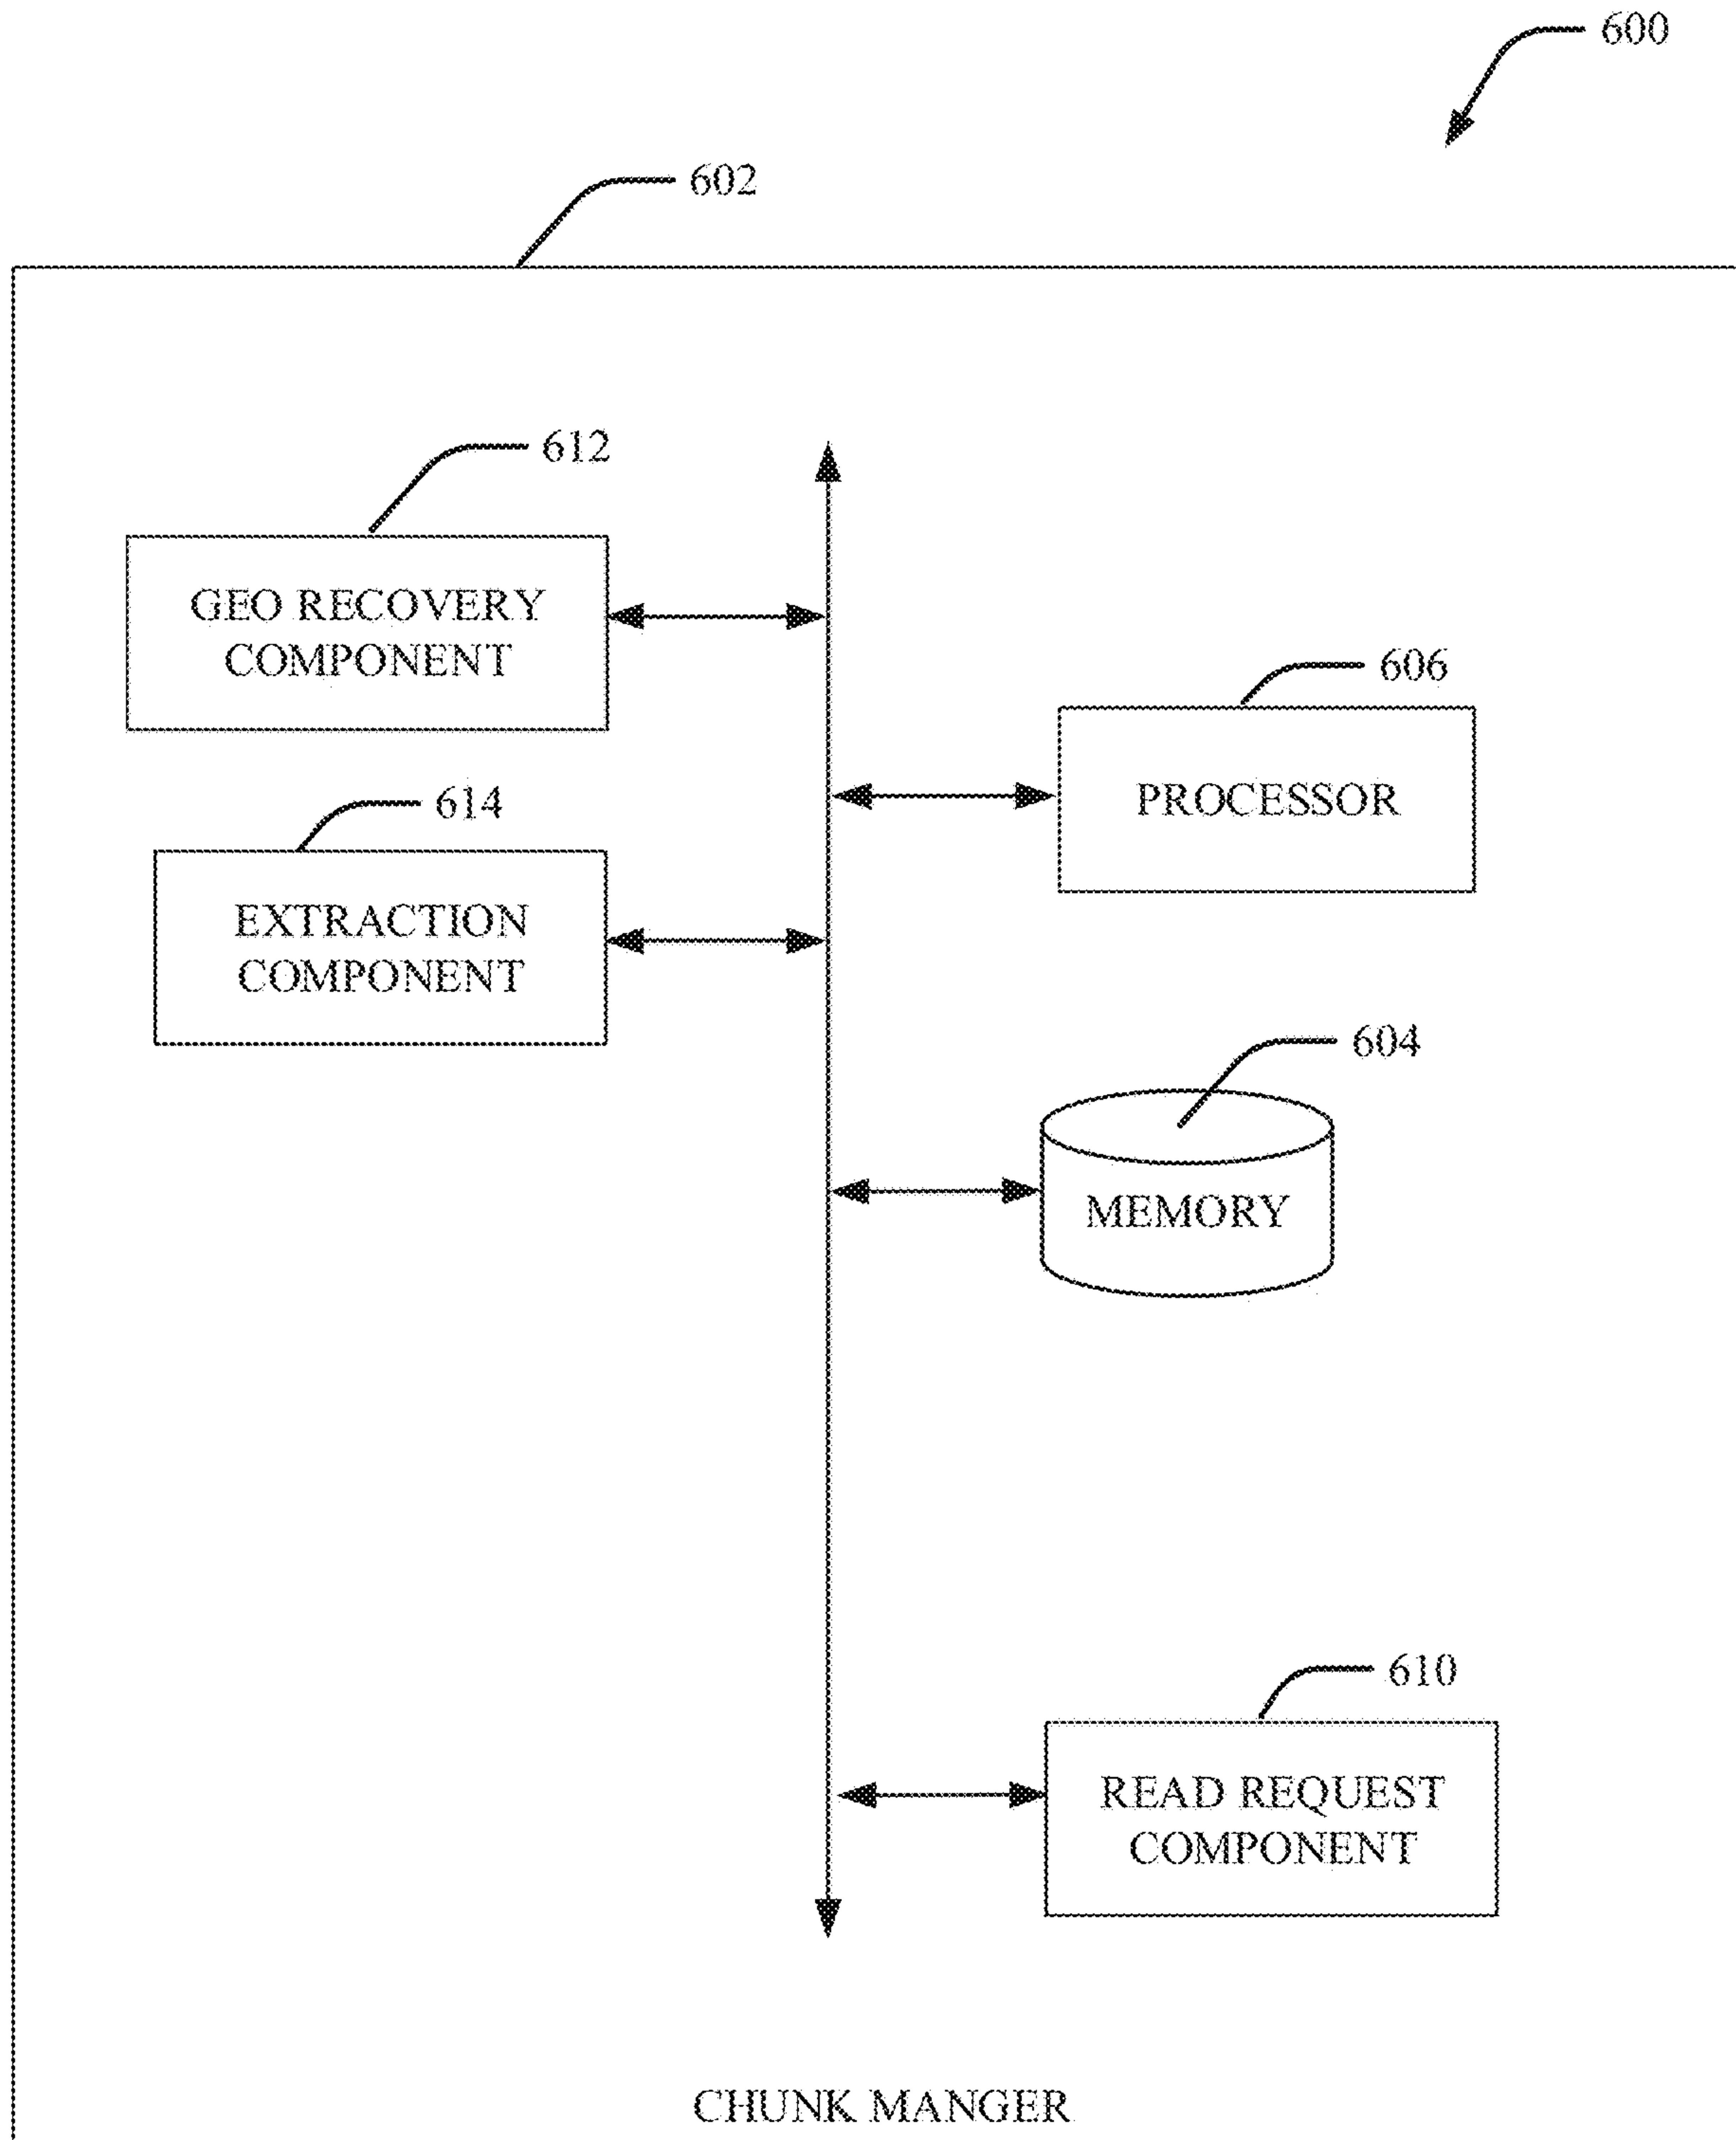 600
602
612
GEO RECOVERY
COMPONENT
606
PROCESSOR
614
EXTRACTION
COMPONENT
604
MEMORY
610
READ REQUEST
COMPONENT
CHUNK MANGER